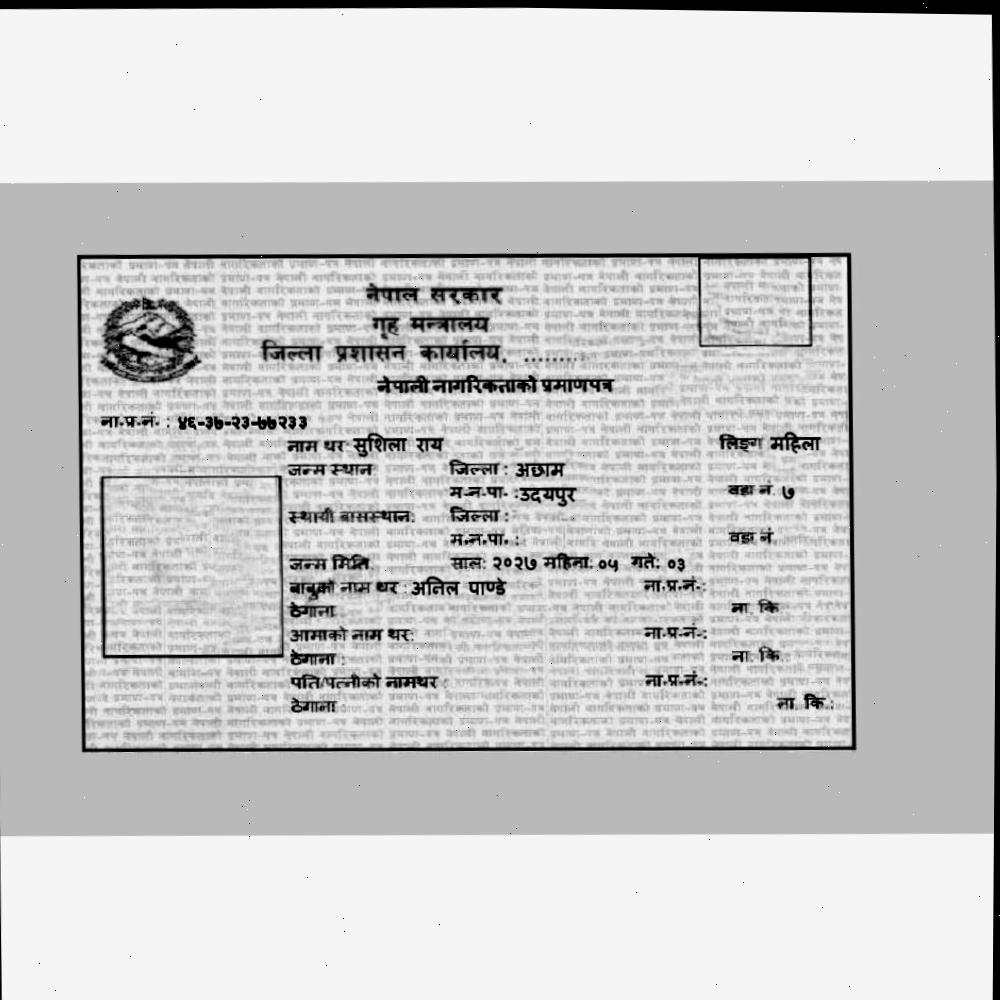 नेपाल सरकार
गृह मन्त्रालय
जिल्ला प्रशासन कार्यालय, .........
नेपाली नागरिकताको प्रमाणपत्र
ना.प्र.नं. : ४६-३७-२३-७७२३३
नाम थर सुशिला राय लिङ्ग महिला
जन्म स्थान: जिल्ला : अछाम
म.न.पा. :उदयपुर वडा नं. ७
स्थायी बासस्थान: जिल्ला :
म.न.पा. : वडा नं.
जन्म मिति साल: २०२७ महिना: ०५ गते: ०३
बाबुको नाम थर : अनिल पाण्डे ना.प्र.नं.:
ठेगाना ना. कि
आमाको नाम थर: ना.प्र.नं.:
ठेगाना : ना. कि
पति/पत्नीको नामथर : ना.प्र.नं.:
ठेगाना ना. कि.: